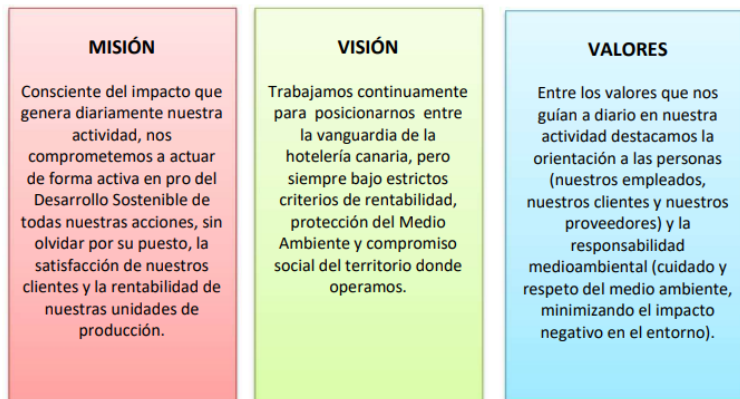 MISIÓN
Consciente del impacto que
genera diariamente nuestra
actividad, nos
comprometemos a actuar
de forma activa en pro del
Desarrollo Sostenible de
todas nuestras acciones, sin
olvidar por su puesto, la
satisfacción de nuestros
clientes y la rentabilidad de
nuestras unidades de
producción.
VISIÓN
Trabajamos continuamente
para posicionarnos entre
la vanguardia de la
hotelería canaria, pero
siempre bajo estrictos
criterios de rentabilidad,
protección del Medio
Ambiente y compromiso
social del territorio donde
operamos.
VALORES
Entre los valores que nos
guían a diario en nuestra
actividad destacamos la
orientación a las personas
(nuestros empleados,
nuestros clientes y nuestros
proveedores) y la
responsabilidad
medioambiental (cuidado y
respeto del medio ambiente,
minimizando el impacto
negativo en el entorno).